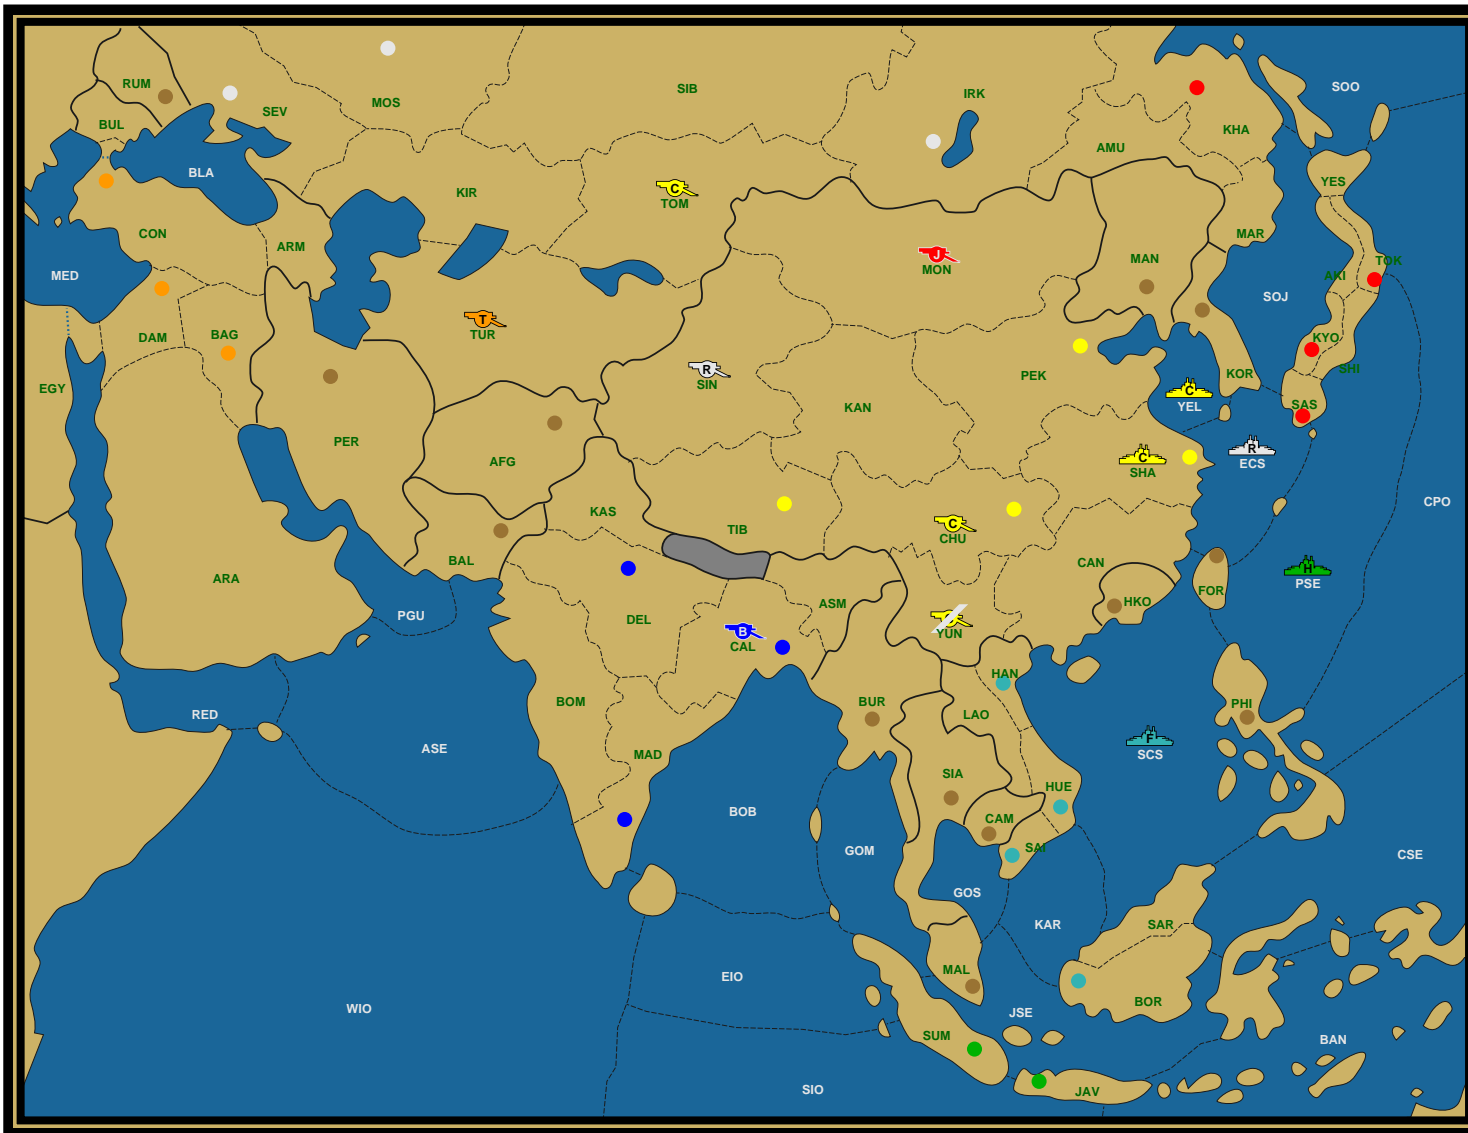 RUM
SEV
MOS
SIB
IRK
SOO
BUL
KHA
AMU
BLA
YES
KIR
C
TOM
CON
ARM
MAR
MED
J
MON
MAN
TOK
AKI
SOJ
T
TUR
DAM
BAG
KYO
SHI
EGY
R
SIN
PEK
KOR
C
YEL
SAS
KAN
PER
AFG
C
SHA
R
ECS
CPO
KAS
TIB
C
CHU
BAL
CAN
FOR
H
PSE
ARA
PGU
DEL
ASM
HKO
B
CAL
YUN
HAN
BOM
BUR
LAO
PHI
RED
ASE
MAD
F
SCS
SIA
HUE
BOB
CAM
SAI
GOM
CSE
GOS
KAR
SAR
EIO
MAL
BOR
WIO
JSE
SUM
BAN
SIO
JAV